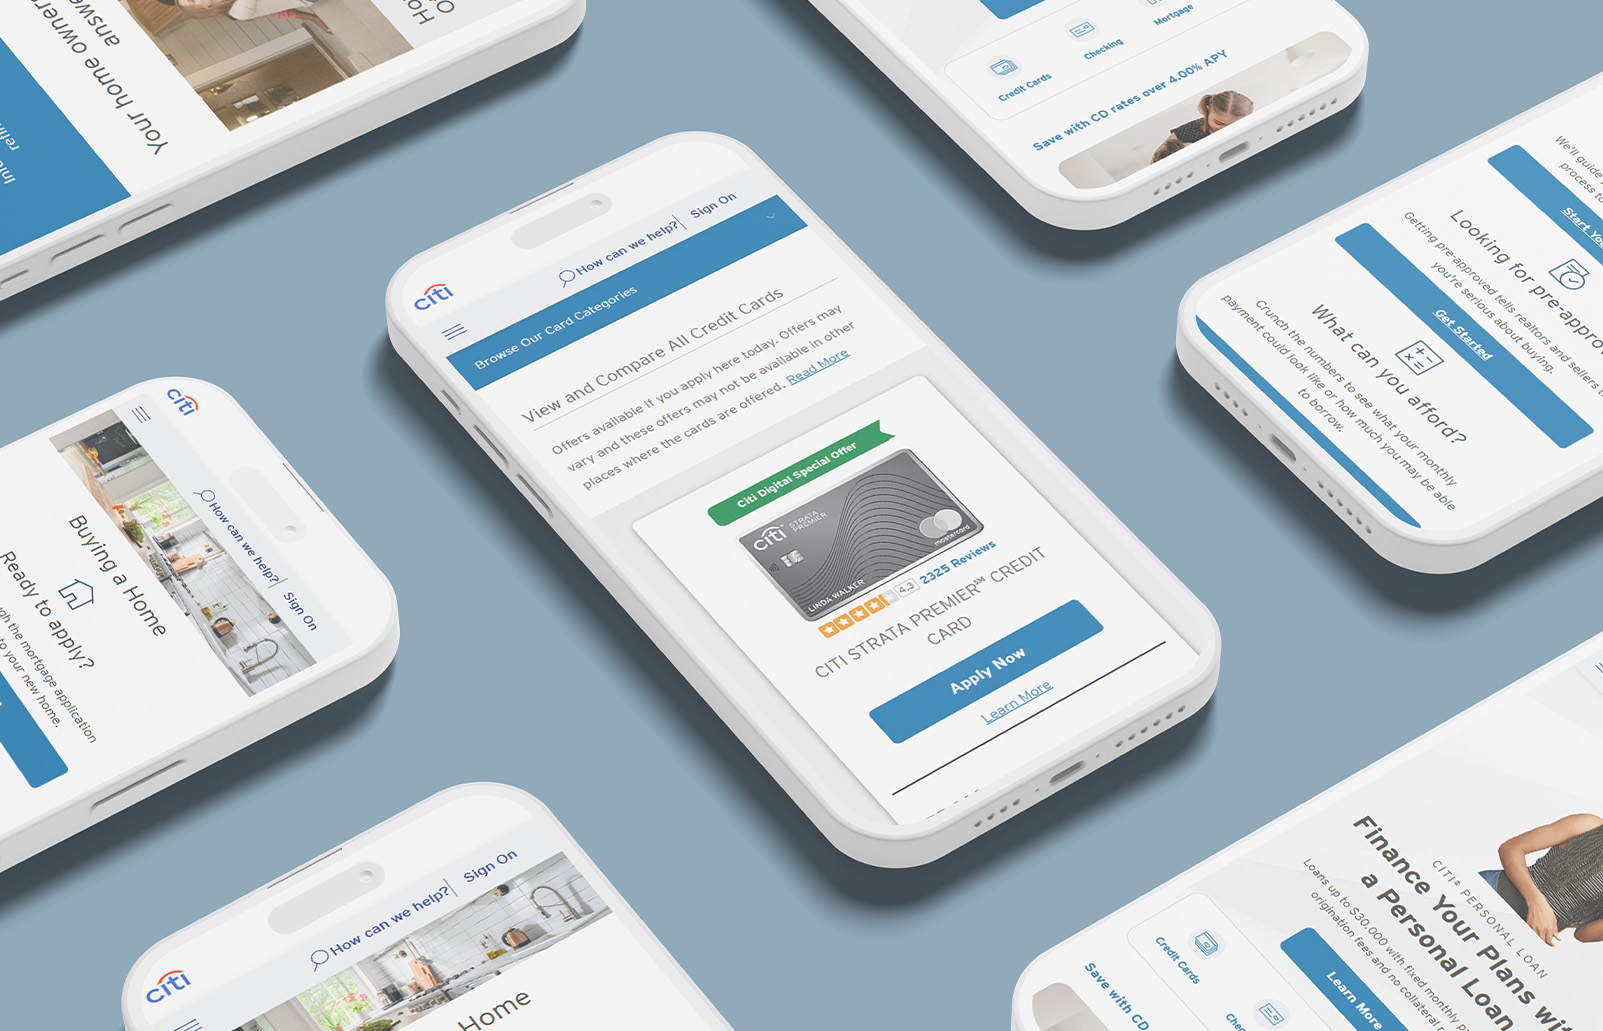 Your home owners
answe
Ho
O
refin
Credit Cards
Checking
Mortgage
Save with CD rates over 4.00% APY
citi
How can we help?
Sign On
Browse Our Card Categories
View and Compare All Credit Cards
Offers available if you apply here today. Offers may
vary and these offers may not be available in other
places where the cards are offered. Read More
Citi Digital Special Offer
citi STRATA
PREMIER
LINDA WALKER
mastercard
4.3
2325 Reviews
CITI STRATA PREMIER℠ CREDIT
CARD
Apply Now
Learn More
We'll guide
process to
Start Yo
Looking for pre-approv
Getting pre-approved tells realtors and sellers
you're serious about buying.
Get Started
What can you afford?
Crunch the numbers to see what your monthly
payment could look like or how much you may be able
to borrow.
citi
How can we help?
Sign On
Buying a Home
Ready to apply?
gh the mortgage application
to your new home.
citi
How can we help?
Sign On
Home
CITI® PERSONAL LOAN
Finance Your Plans wi
a Personal Loan
Loans up to $30,000 with fixed monthly p
origination fees and no collateral
Learn More
Credit Cards
Chec
Save with CD